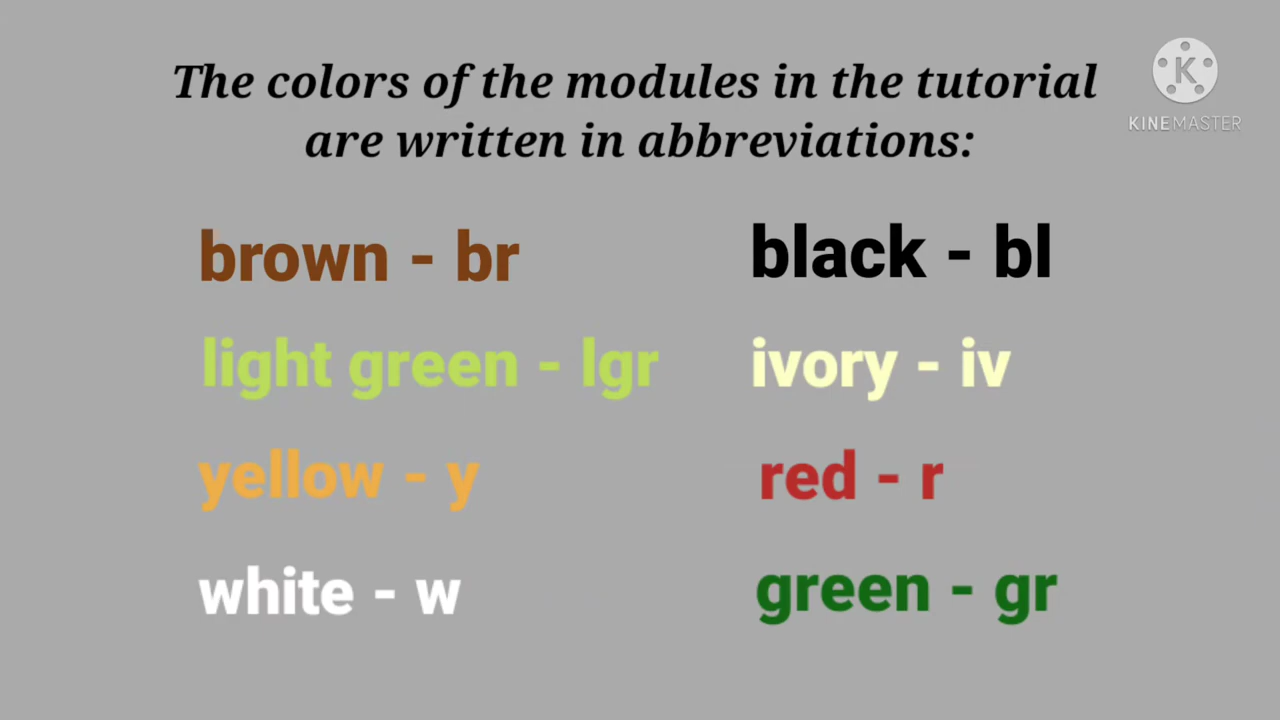 The colors of the modules in the tutorial
are written in abbreviations:
K
KINEMASTER
brown - br
black - bl
light green - lgr
ivory - iv
yellow - y
red - r
white - w
green - gr